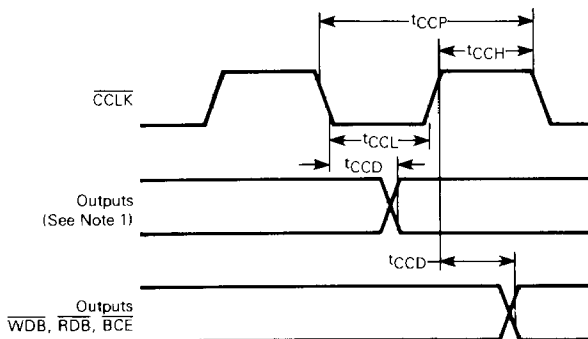 tCCP
tCCH
CCLK
tCCL
tCCD
Outputs
(See Note 1)
tCCD
Outputs
WDB, RDB, BCE